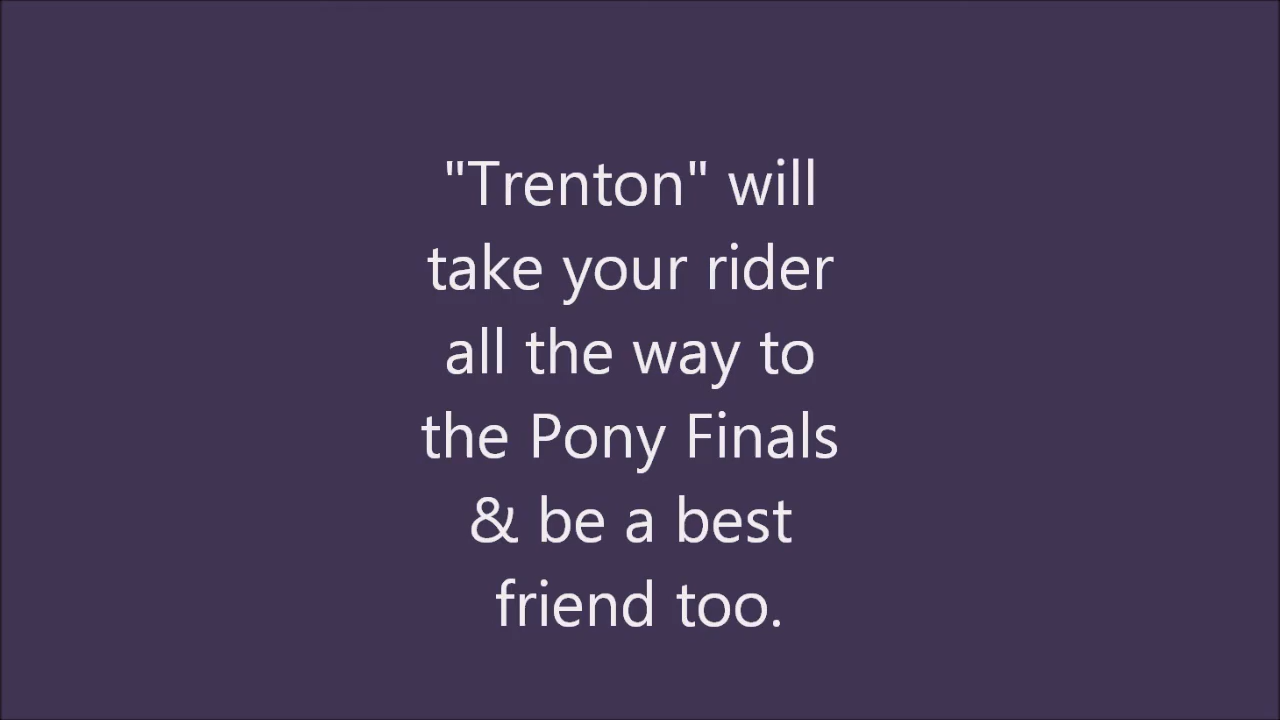 "Trenton" will
take your rider
all the way to
the Pony Finals
& be a best
friend too.